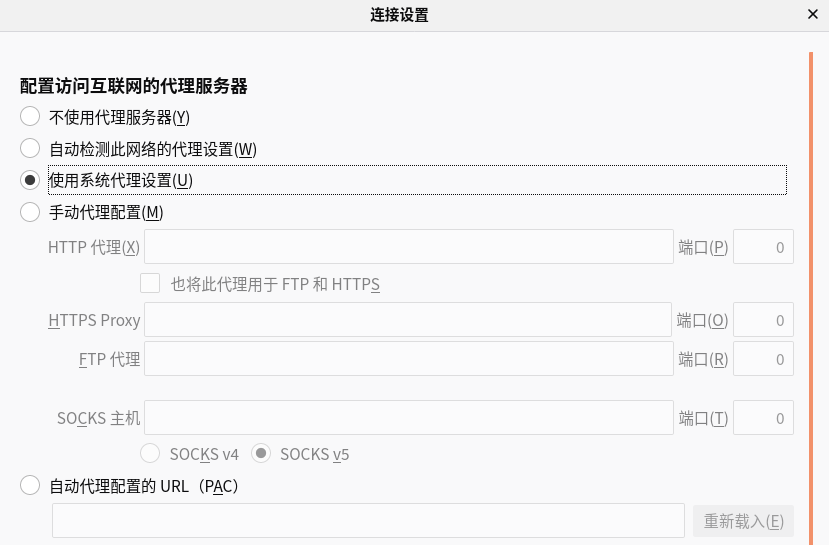 连接设置
配置访问互联网的代理服务器
不使用代理服务器(Y)
自动检测此网络的代理设置(W)
使用系统代理设置(U)
手动代理配置(M)
HTTP 代理(X) 端口(P) 0
也将此代理用于 FTP 和 HTTPS
HTTPS Proxy 端口(O) 0
FTP 代理 端口(R) 0
SOCKS 主机 端口(T) 0
SOCKS v4 SOCKS v5
自动代理配置的 URL（PAC）
重新载入(E)